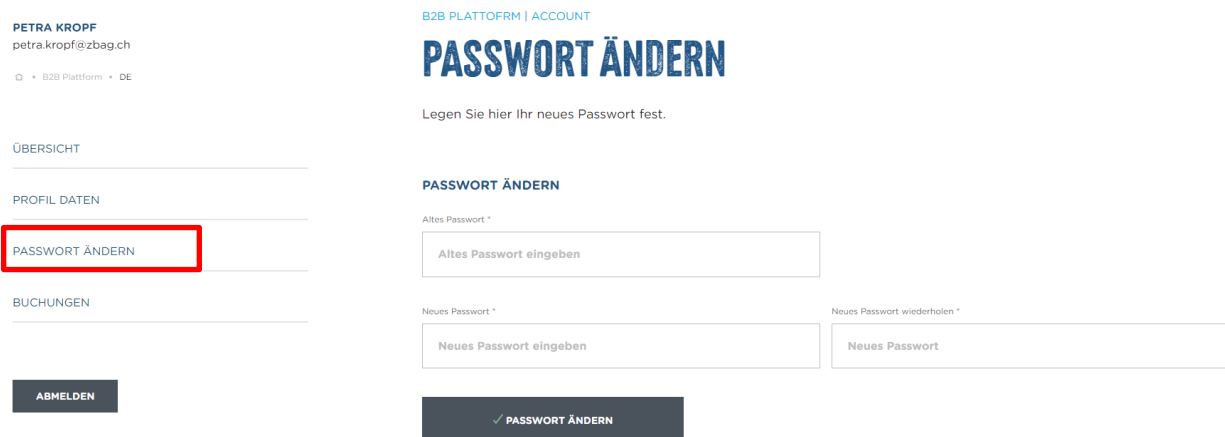 PETRA KROPF
petra.kropf@zbag.ch
B2B Plattform • DE
ÜBERSICHT
PROFIL DATEN
PASSWORT ÄNDERN
BUCHUNGEN
ABMELDEN
B2B PLATTOFRM | ACCOUNT
PASSWORT ÄNDERN
Legen Sie hier Ihr neues Passwort fest.
PASSWORT ÄNDERN
Altes Passwort *
Altes Passwort eingeben
Neues Passwort * Neues Passwort wiederholen *
Neues Passwort eingeben Neues Passwort
✓ PASSWORT ÄNDERN